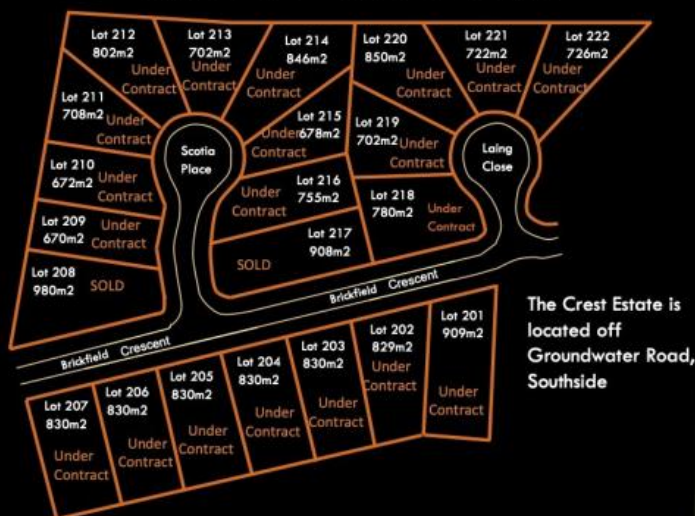 Lot 212
802m2
Under
Contract
Lot 213
702m2
Under
Contract
Lot 214
846m2
Under
Contract
Lot 220
850m2
Under
Contract
Lot 221
722m2
Under
Contract
Lot 222
726m2
Under
Contract
Lot 211
708m2
Under
Contract
Lot 215
678m2
Under
Contract
Lot 219
702m2
Under
Contract
Scotia
Place
Laing
Close
Lot 210
672m2
Under
Contract
Lot 216
755m2
Under
Contract
Lot 218
780m2
Under
Contract
Lot 209
670m2
Under
Contract
Lot 217
908m2
SOLD
Lot 208
980m2
SOLD
Brickfield Crescent
Brickfield Crescent
The Crest Estate is
located off
Groundwater Road,
Southside
Lot 201
909m2
Under
Contract
Lot 202
829m2
Under
Contract
Lot 203
830m2
Under
Contract
Lot 204
830m2
Under
Contract
Lot 205
830m2
Under
Contract
Lot 206
830m2
Under
Contract
Lot 207
830m2
Under
Contract